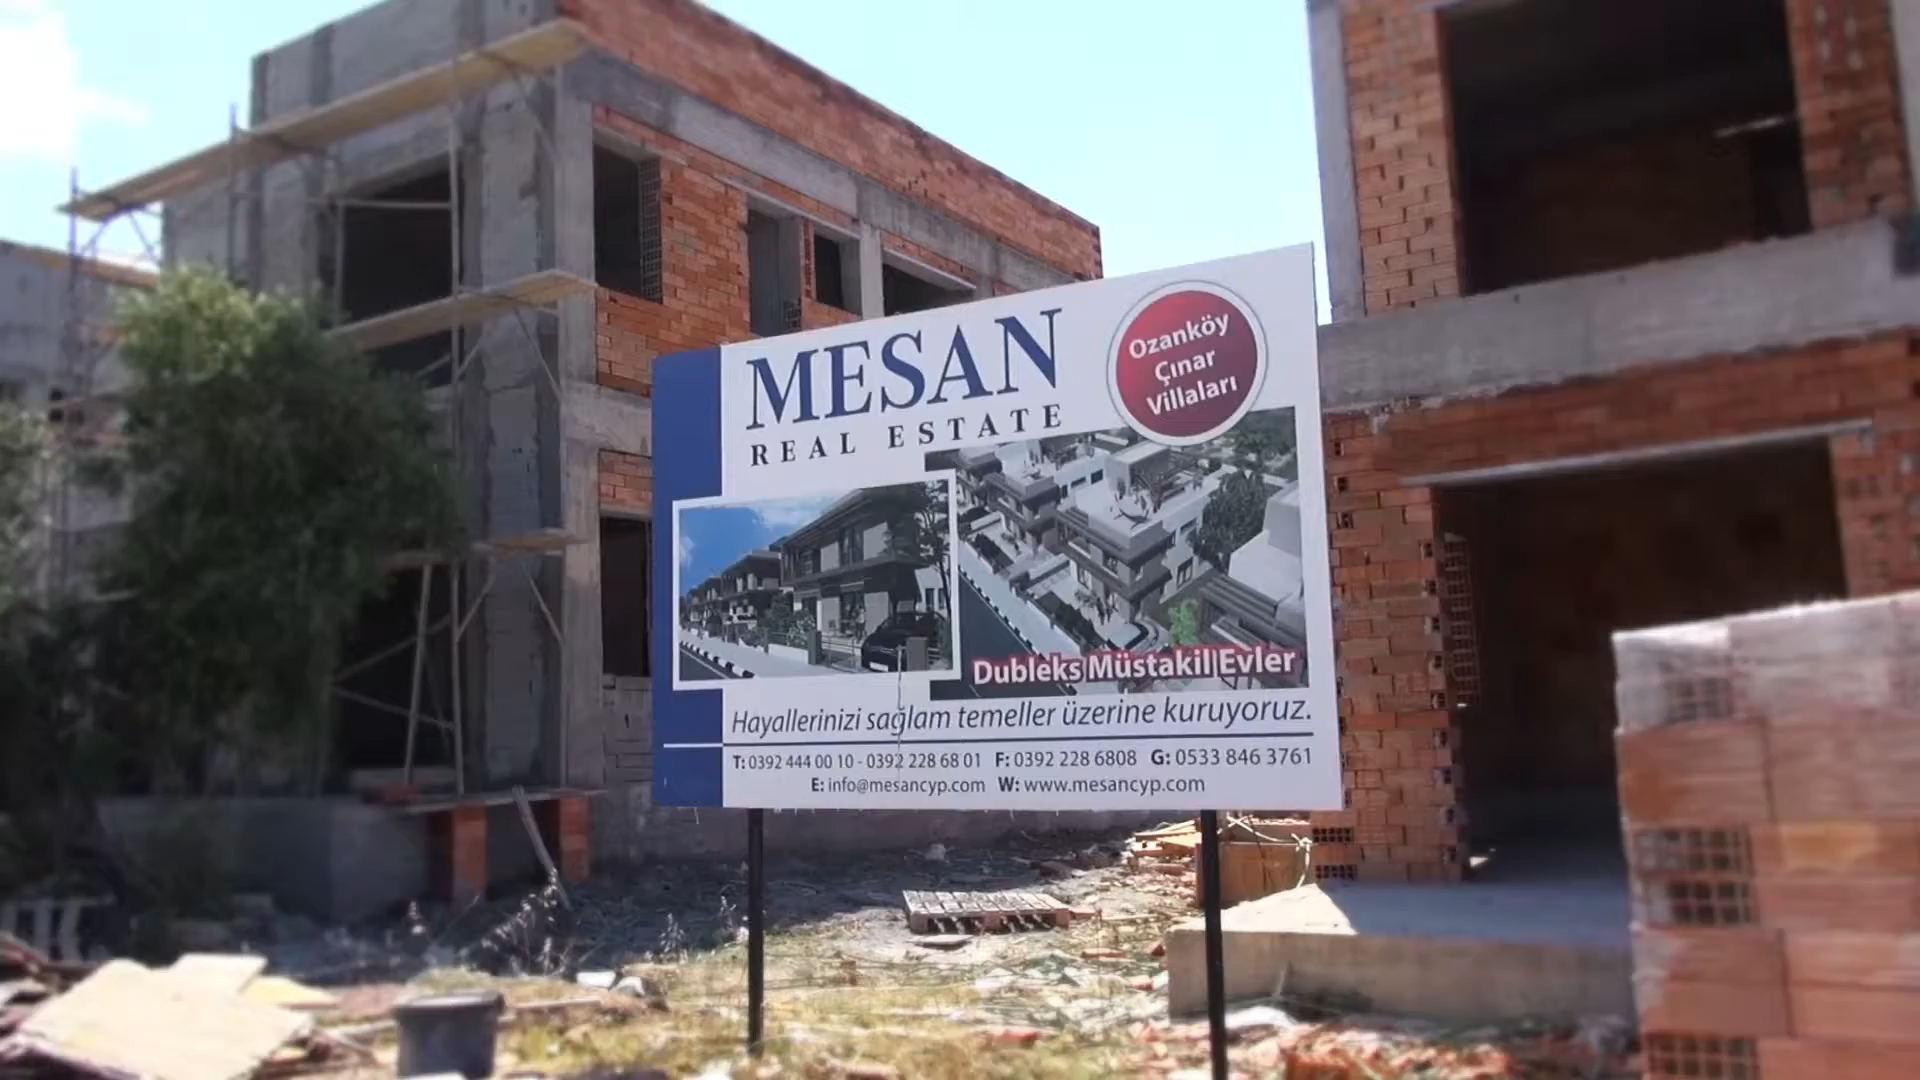 MESAN
REAL ESTATE
Ozanköy
Çınar
Villaları
Dubleks Müstakil Evler
Hayallerinizi sağlam temeller üzerine kuruyoruz.
T: 0392 444 00 10 - 0392 228 68 01 F: 0392 228 6808 G: 0533 846 3761
E: info@mesancyp.com W: www.mesancyp.com